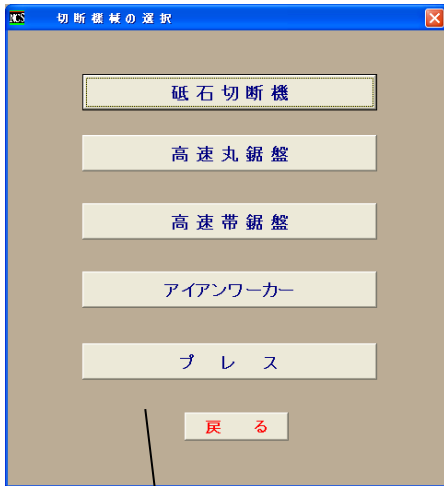 NCS 切断機械の選択
砥石切断機
高速丸鋸盤
高速帯鋸盤
アイアンワーカー
プレス
戻る